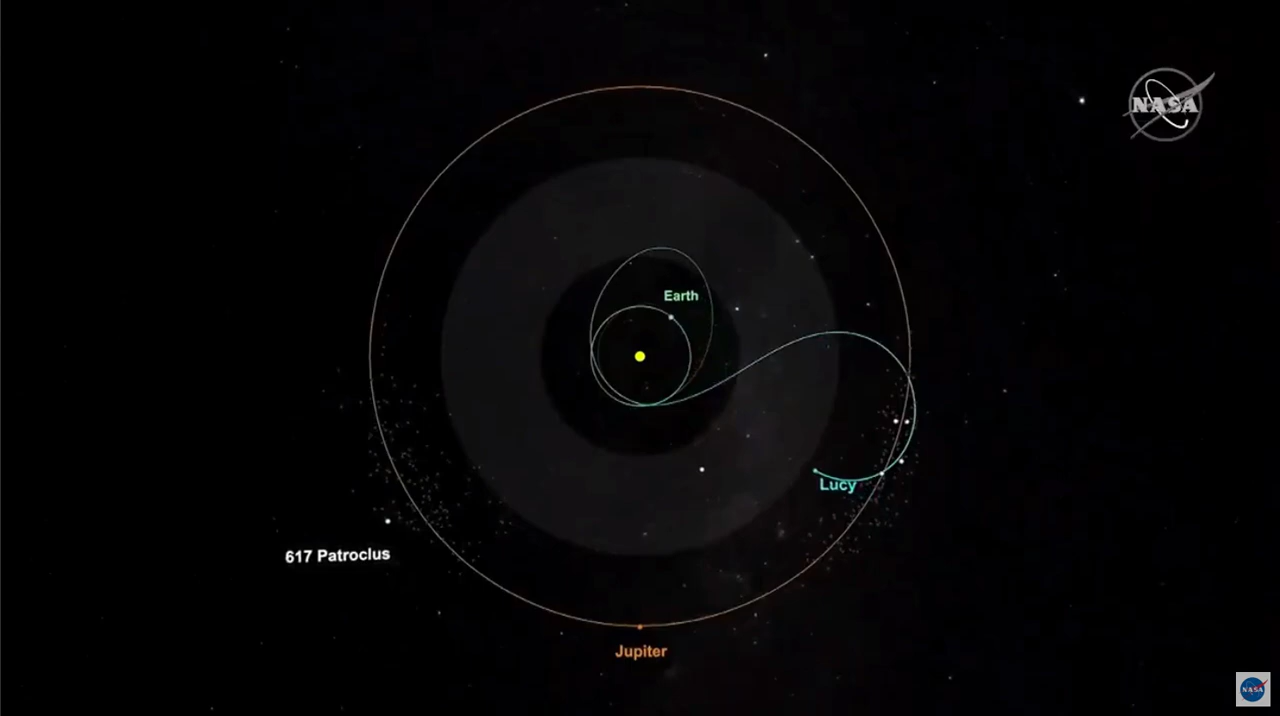 NASA
Earth
Lucy
617 Patroclus
Jupiter
NASA